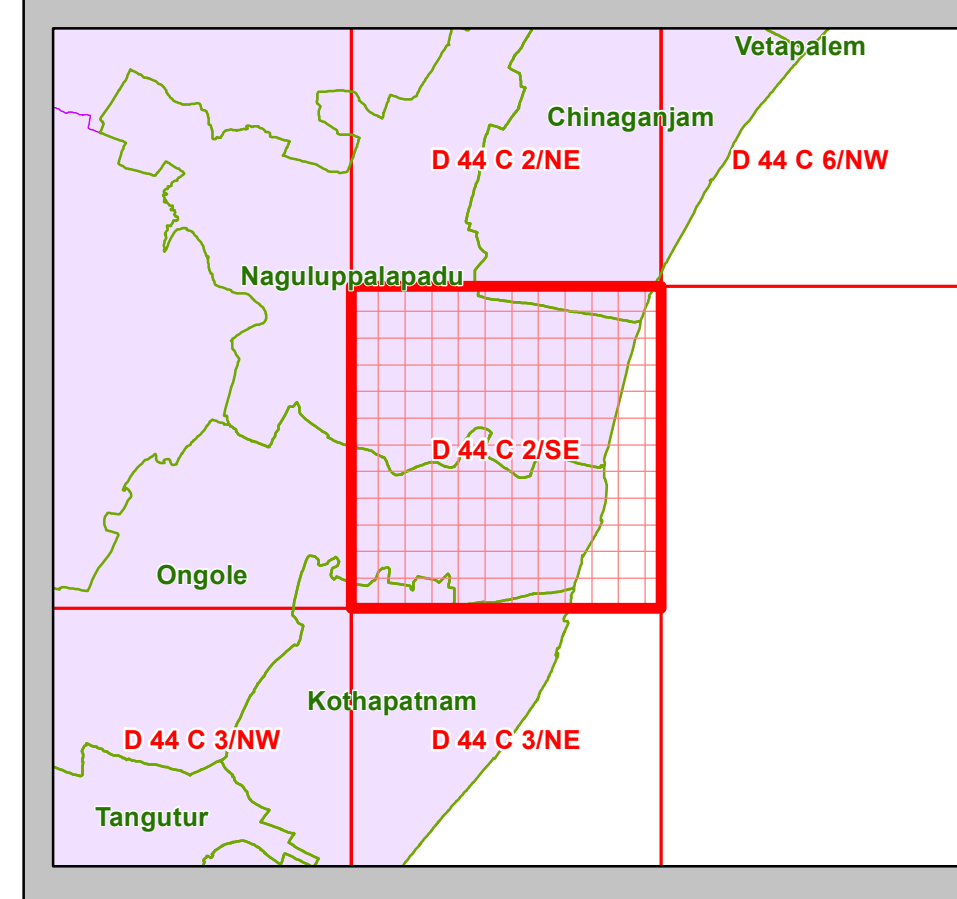 Vetapalem
Chinaganjam
D 44 C 2/NE
D 44 C 6/NW
Naguluppalapadu
D 44 C 2/SE
Ongole
Kothapatnam
D 44 C 3/NW
D 44 C 3/NE
Tangutur